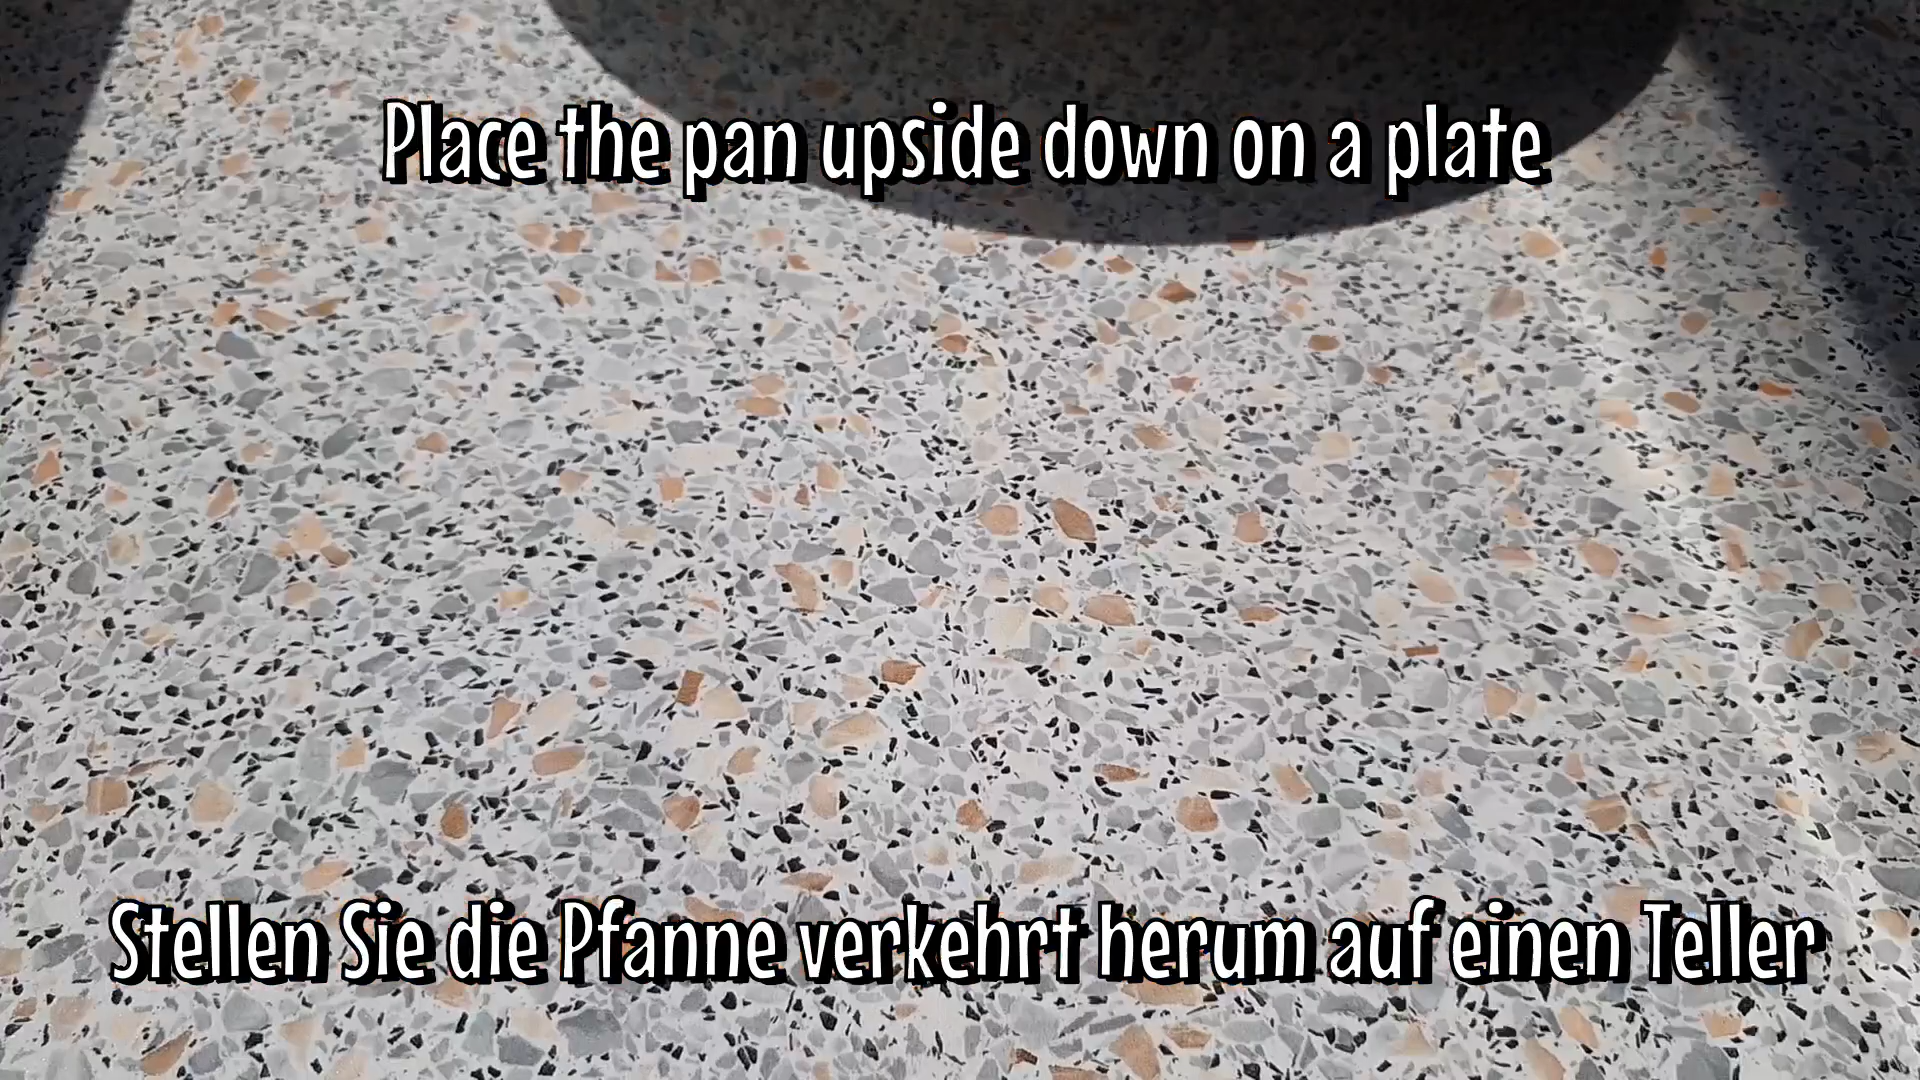 Place the pan upside down on a plate
Stellen Sie die Pfanne verkehrt herum auf einen Teller